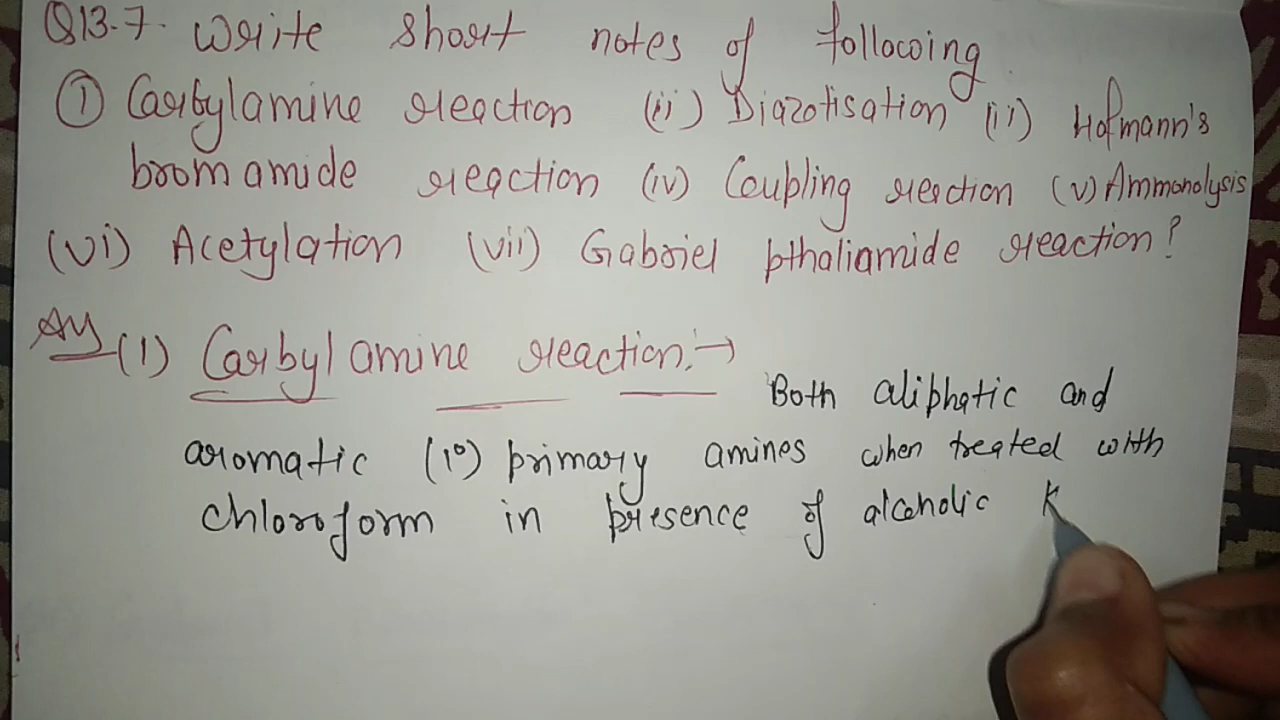 Q13.7. Write short notes of following
① Carbylamine reaction (ii) Diazotisation (ii) Hofmann's
bromamide reaction (iv) Coupling reaction (v) Ammonolysis
(vi) Acetylation (vii) Gabriel pthaliamide reaction?
Ans (1) Carbylamine reaction:→
Both aliphatic and
aromatic (1°) primary amines when treated with
chloroform in presence of alcoholic K